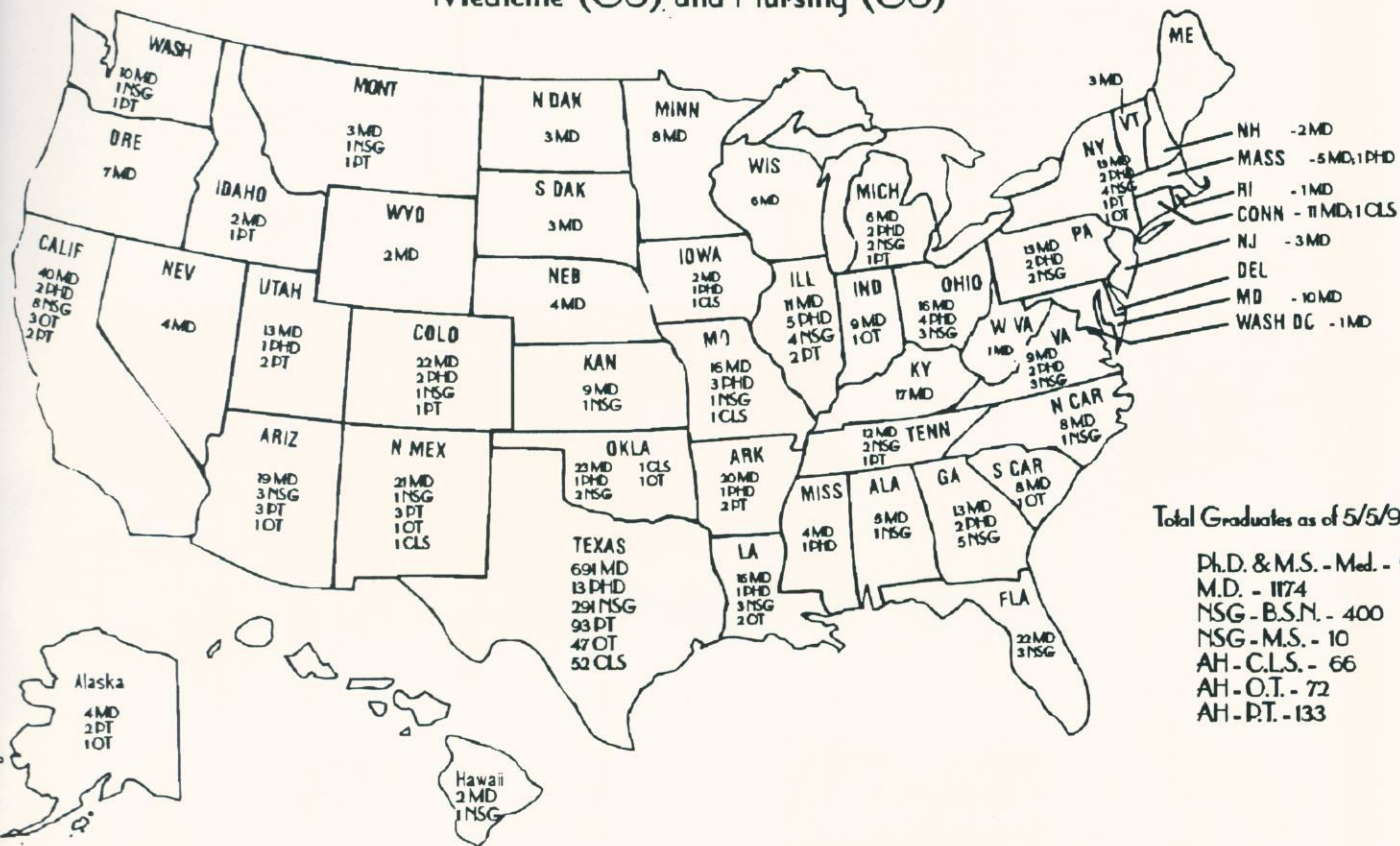 Medicine (GS) and Nursing (GS)
WASH
10 MD
1 NSG
1 PT
ORE
7 MD
CALIF
40 MD
2 PHD
8 NSG
3 OT
2 PT
NEV
4 MD
IDAHO
2 MD
1 PT
MONT
3 MD
1 NSG
1 PT
WYO
2 MD
UTAH
13 MD
1 PHD
2 PT
COLO
22 MD
2 PHD
1 NSG
1 PT
ARIZ
19 MD
3 NSG
3 PT
1 OT
N MEX
21 MD
1 NSG
3 PT
1 OT
1 CLS
N DAK
3 MD
S DAK
3 MD
NEB
4 MD
KAN
9 MD
1 NSG
OKLA
23 MD 1 CLS
1 PHD 1 OT
2 NSG
TEXAS
691 MD
13 PHD
291 NSG
93 PT
47 OT
52 CLS
MINN
8 MD
IOWA
2 MD
1 PHD
1 CLS
MO
16 MD
3 PHD
1 NSG
1 CLS
ARK
20 MD
1 PHD
2 PT
LA
16 MD
1 PHD
3 NSG
2 OT
WIS
6 MD
ILL
11 MD
5 PHD
4 NSG
2 PT
MICH
6 MD
2 PHD
2 NSG
1 PT
IND
9 MD
1 OT
OHIO
16 MD
4 PHD
3 NSG
KY
17 MD
TENN
12 MD
2 NSG
1 PT
MISS
4 MD
1 PHD
ALA
5 MD
1 NSG
GA
13 MD
2 PHD
5 NSG
FLA
22 MD
3 NSG
S CAR
8 MD
1 OT
N CAR
8 MD
1 NSG
W VA
1 MD
VA
9 MD
2 PHD
3 NSG
PA
13 MD
2 PHD
2 NSG
NY
13 MD
2 PHD
4 NSG
1 PT
1 OT
3 MD
VT
ME
NH - 2 MD
MASS - 5 MD; 1 PHD
RI - 1 MD
CONN - 11 MD; 1 CLS
NJ - 3 MD
DEL
MD - 10 MD
WASH DC - 1 MD
Alaska
4 MD
2 PT
1 OT
Hawaii
2 MD
1 NSG
Total Graduates as of 5/5/9
Ph.D. & M.S. - Med. -
M.D. - 1174
NSG - B.S.N. - 400
NSG - M.S. - 10
AH - C.L.S. - 66
AH - O.T. - 72
AH - P.T. - 133